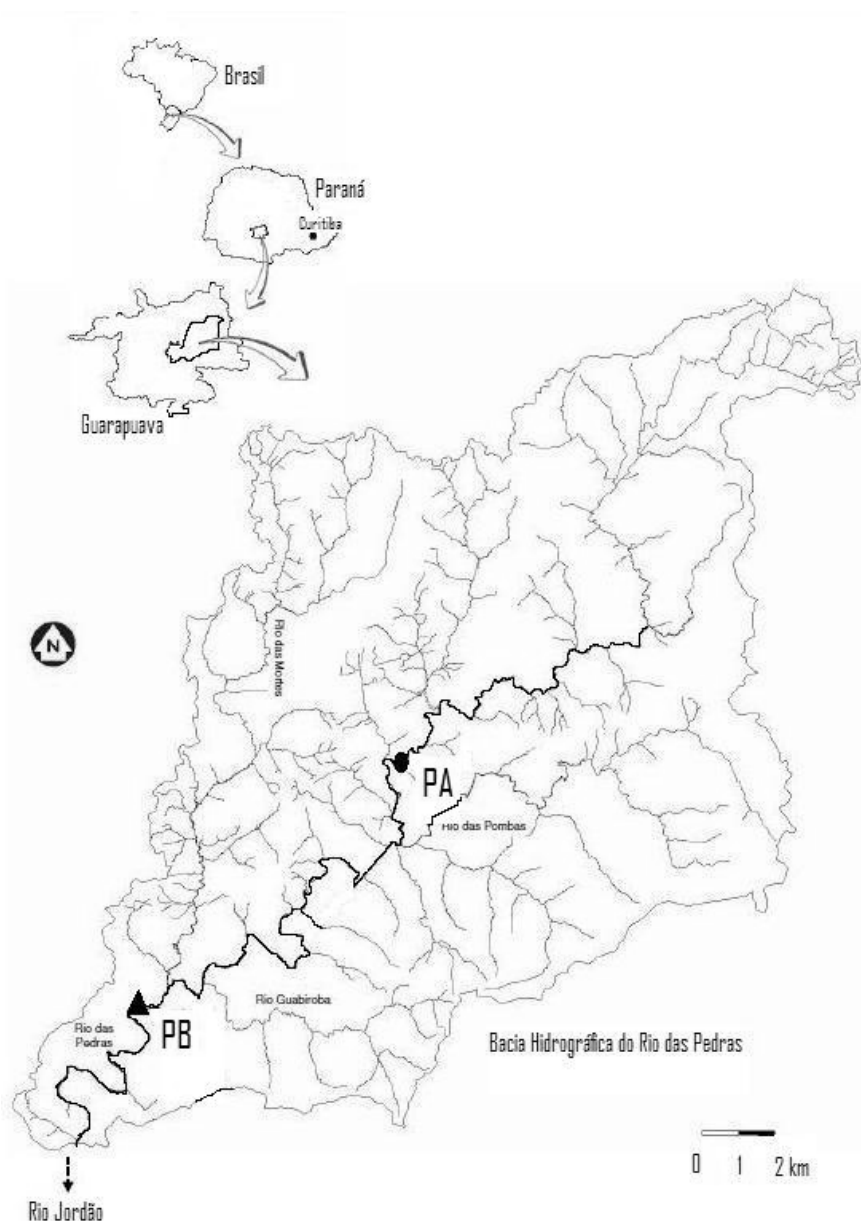 Brasil
Paraná
Curitiba
Guarapuava
N
Rio das Mortes
PA
Rio das Pombas
Rio Guabiroba
Rio das
Pedras
PB
Bacia Hidrográfica do Rio das Pedras
0 1 2 km
Rio Jordão